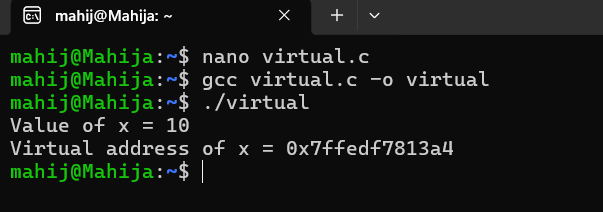 mahij@Mahija: ~
mahij@Mahija:~$ nano virtual.c
mahij@Mahija:~$ gcc virtual.c -o virtual
mahij@Mahija:~$ ./virtual
Value of x = 10
Virtual address of x = 0x7ffedf7813a4
mahij@Mahija:~$